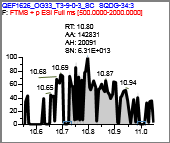 QEF1626_OG33_T3-9-0-3_SC 8QDG-34:3
F: FTMS + p ESI Full ms [500.0000-2000.0000]
RT: 10.80
AA: 142831
AH: 20091
SN: 6.31E+013
100
80
60
40
20
0
10.68
10.69
10.65
10.87
10.94
10.6
10.7
10.8
10.9
11.0